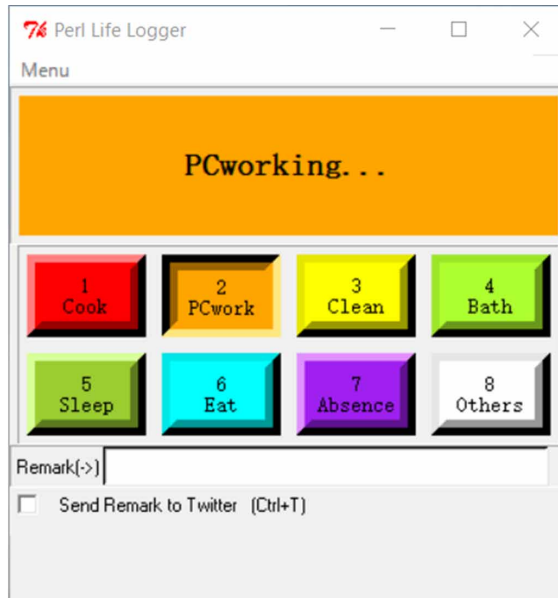 Perl Life Logger
Menu
PCworking...
1
Cook
2
PCwork
3
Clean
4
Bath
5
Sleep
6
Eat
7
Absence
8
Others
Remark(->)
Send Remark to Twitter (Ctrl+T)